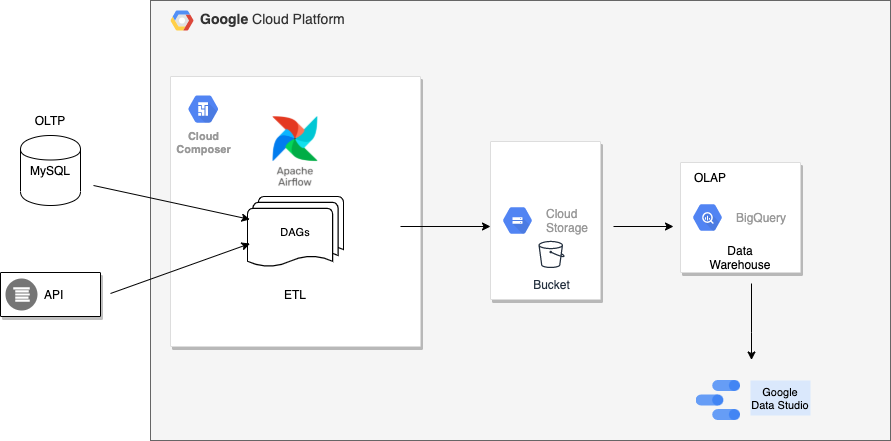 Google Cloud Platform
OLTP
MySQL
API
Cloud
Composer
Apache
Airflow
DAGs
ETL
Cloud
Storage
Bucket
OLAP
BigQuery
Data
Warehouse
Google
Data Studio